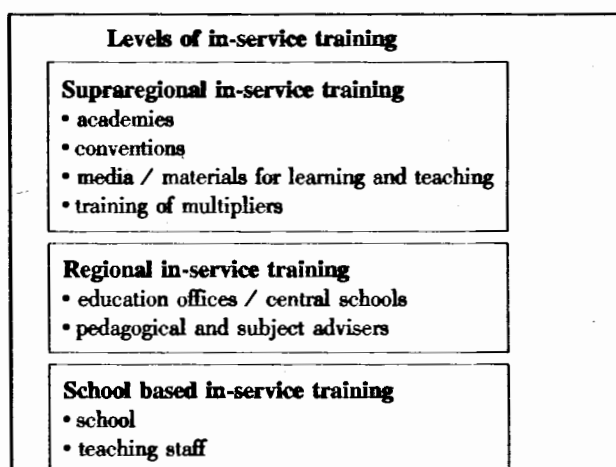 Levels of in-service training
Supraregional in-service training
• academies
• conventions
• media / materials for learning and teaching
• training of multipliers
Regional in-service training
• education offices / central schools
• pedagogical and subject advisers
School based in-service training
• school
• teaching staff